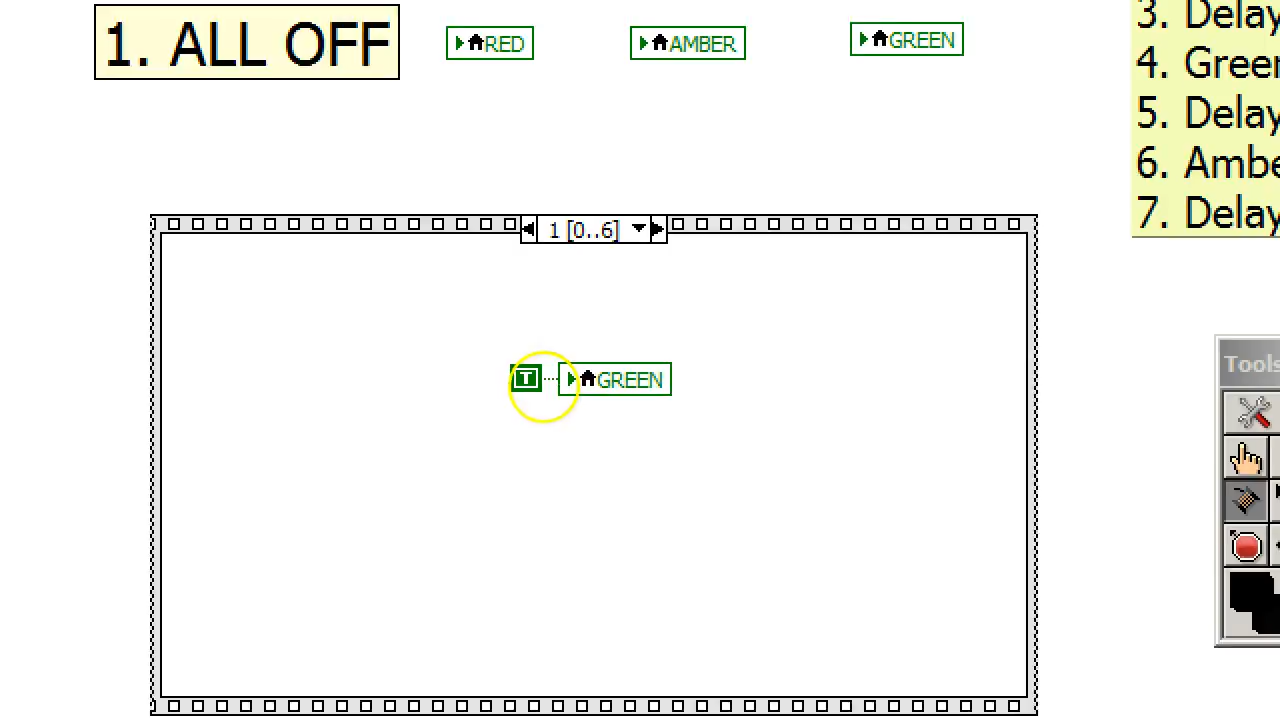 1. ALL OFF
RED
AMBER
GREEN
3. Delay
4. Green
5. Delay
6. Ambe
7. Delay
1 [0..6]
T
GREEN
Tools